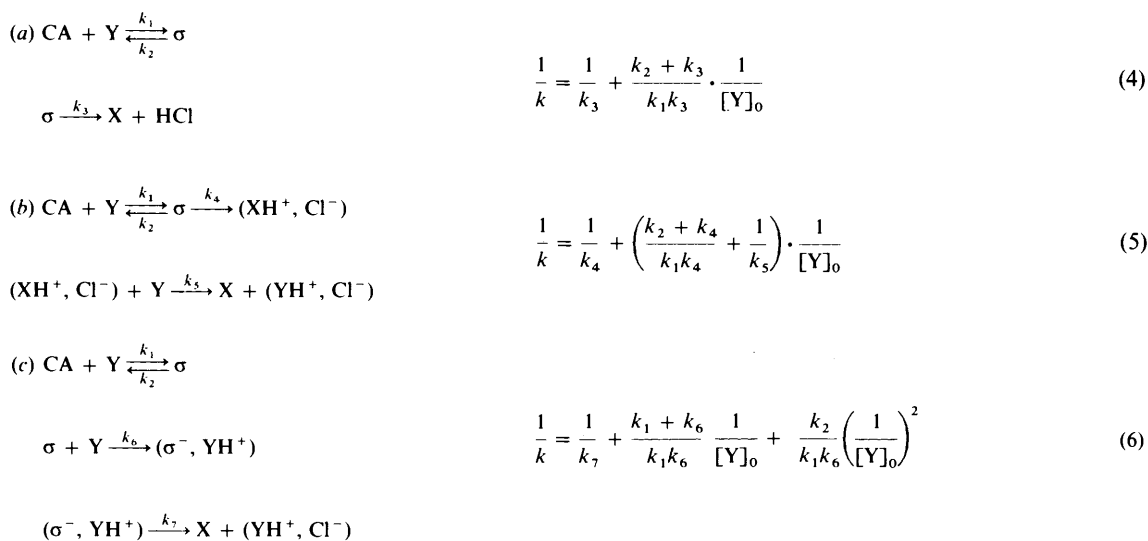 (a) CA + Y ⇌ σ (k₁, k₂)
σ —k₃→ X + HCl
1/k = 1/k₃ + (k₂ + k₃)/(k₁k₃) · 1/[Y]₀ (4)
(b) CA + Y ⇌ σ (k₁, k₂) —k₄→ (XH⁺, Cl⁻)
(XH⁺, Cl⁻) + Y —k₅→ X + (YH⁺, Cl⁻)
1/k = 1/k₄ + ((k₂ + k₄)/(k₁k₄) + 1/k₅) · 1/[Y]₀ (5)
(c) CA + Y ⇌ σ (k₁, k₂)
σ + Y —k₆→ (σ⁻, YH⁺)
(σ⁻, YH⁺) —k₇→ X + (YH⁺, Cl⁻)
1/k = 1/k₇ + (k₁ + k₆)/(k₁k₆) 1/[Y]₀ + k₂/(k₁k₆) (1/[Y]₀)² (6)